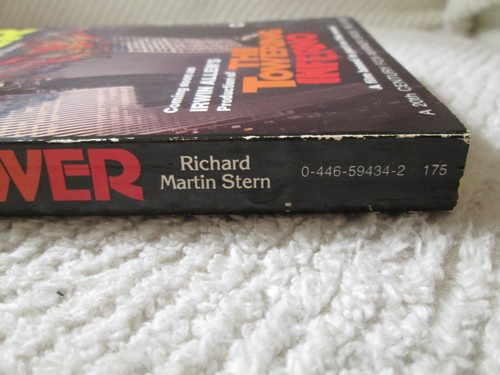 Coming soon as
IRWIN ALLEN'S
Production of
THE
TOWERING
INFERNO
WER
Richard
Martin Stern
0-446-59434-2 175